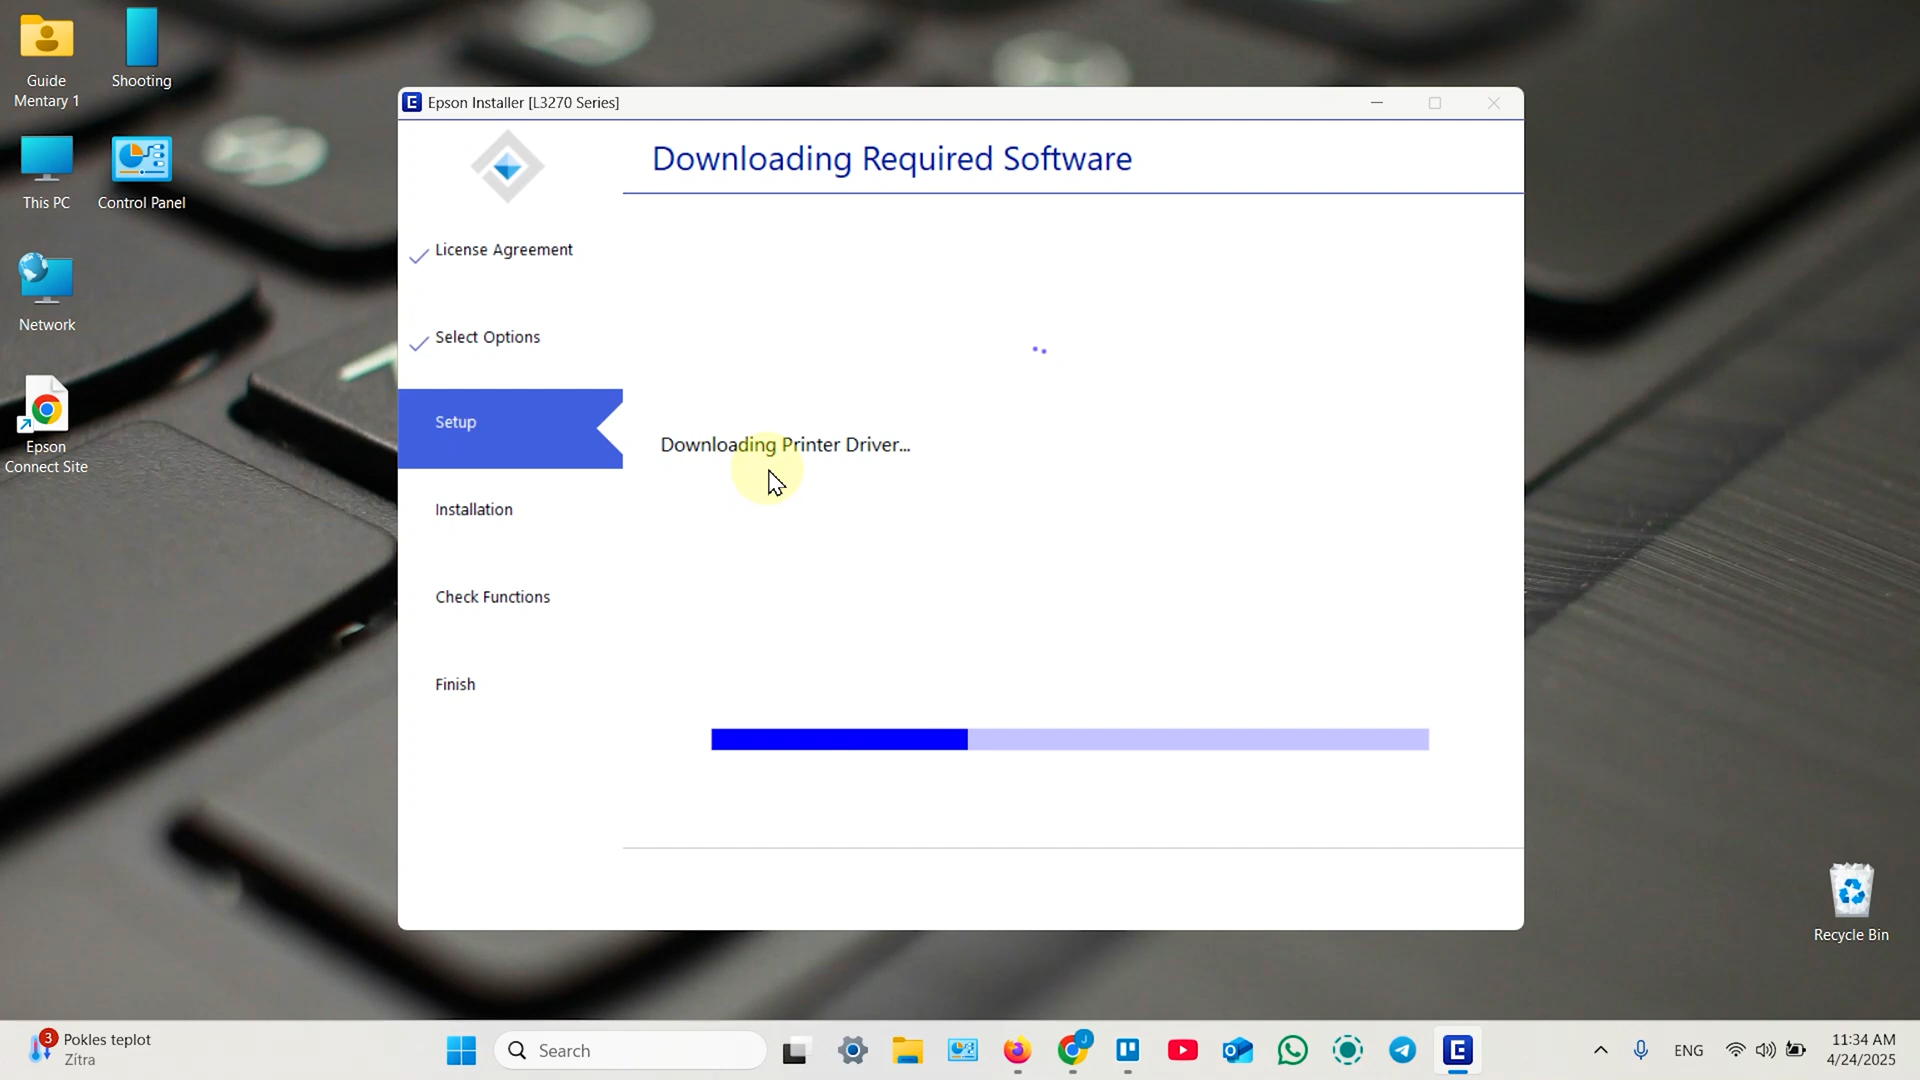 Guide
Mentary 1
Shooting
This PC
Control Panel
Network
Epson
Connect Site
E Epson Installer [L3270 Series]
Downloading Required Software
License Agreement
Select Options
Setup
Downloading Printer Driver...
Installation
Check Functions
Finish
Recycle Bin
3
Pokles teplot
Zítra
Search
J
E
ENG
11:34 AM
4/24/2025